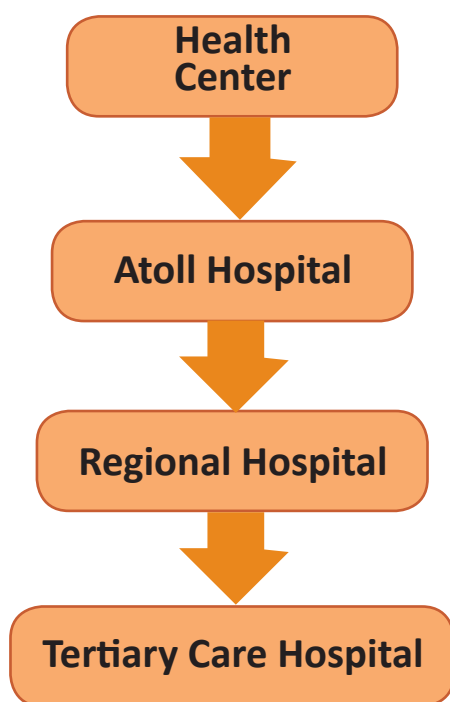 Health
Center
Atoll Hospital
Regional Hospital
Tertiary Care Hospital